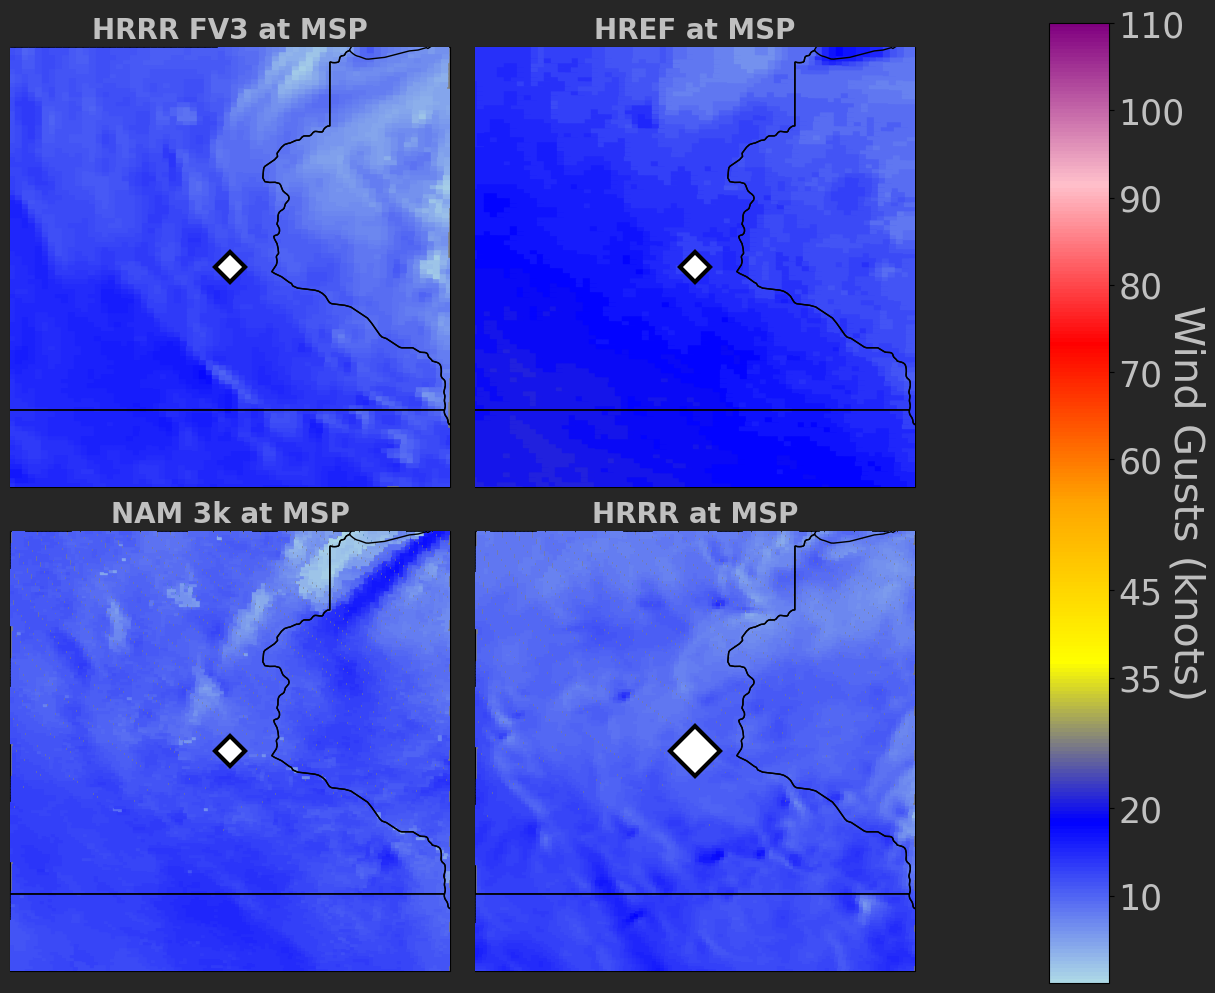 HRRR FV3 at MSP
HREF at MSP
NAM 3k at MSP
HRRR at MSP
110
100
90
80
70
60
45
35
20
10
Wind Gusts (knots)